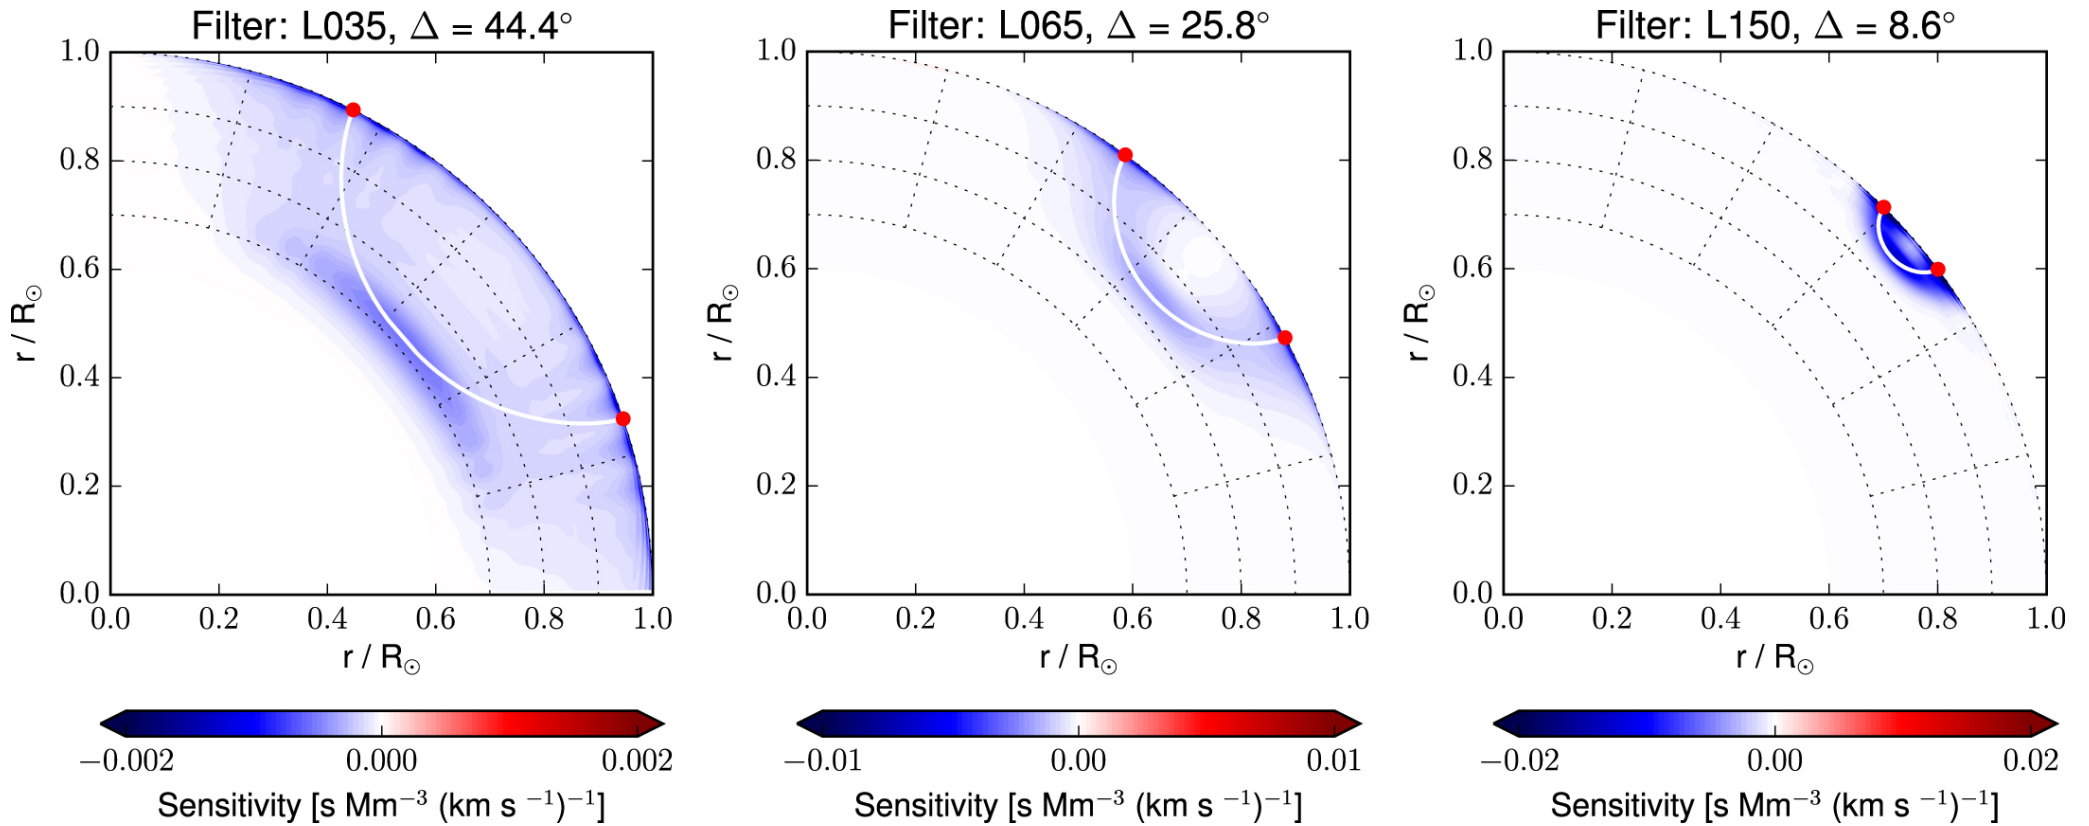 Filter: L035, Δ = 44.4°
1.0
0.8
0.6
0.4
0.2
0.0
r / R☉
0.0 0.2 0.4 0.6 0.8 1.0
r / R☉
−0.002 0.000 0.002
Sensitivity [s Mm⁻³ (km s ⁻¹)⁻¹]
Filter: L065, Δ = 25.8°
1.0
0.8
0.6
0.4
0.2
0.0
r / R☉
0.0 0.2 0.4 0.6 0.8 1.0
r / R☉
−0.01 0.00 0.01
Sensitivity [s Mm⁻³ (km s ⁻¹)⁻¹]
Filter: L150, Δ = 8.6°
1.0
0.8
0.6
0.4
0.2
0.0
r / R☉
0.0 0.2 0.4 0.6 0.8 1.0
r / R☉
−0.02 0.00 0.02
Sensitivity [s Mm⁻³ (km s ⁻¹)⁻¹]